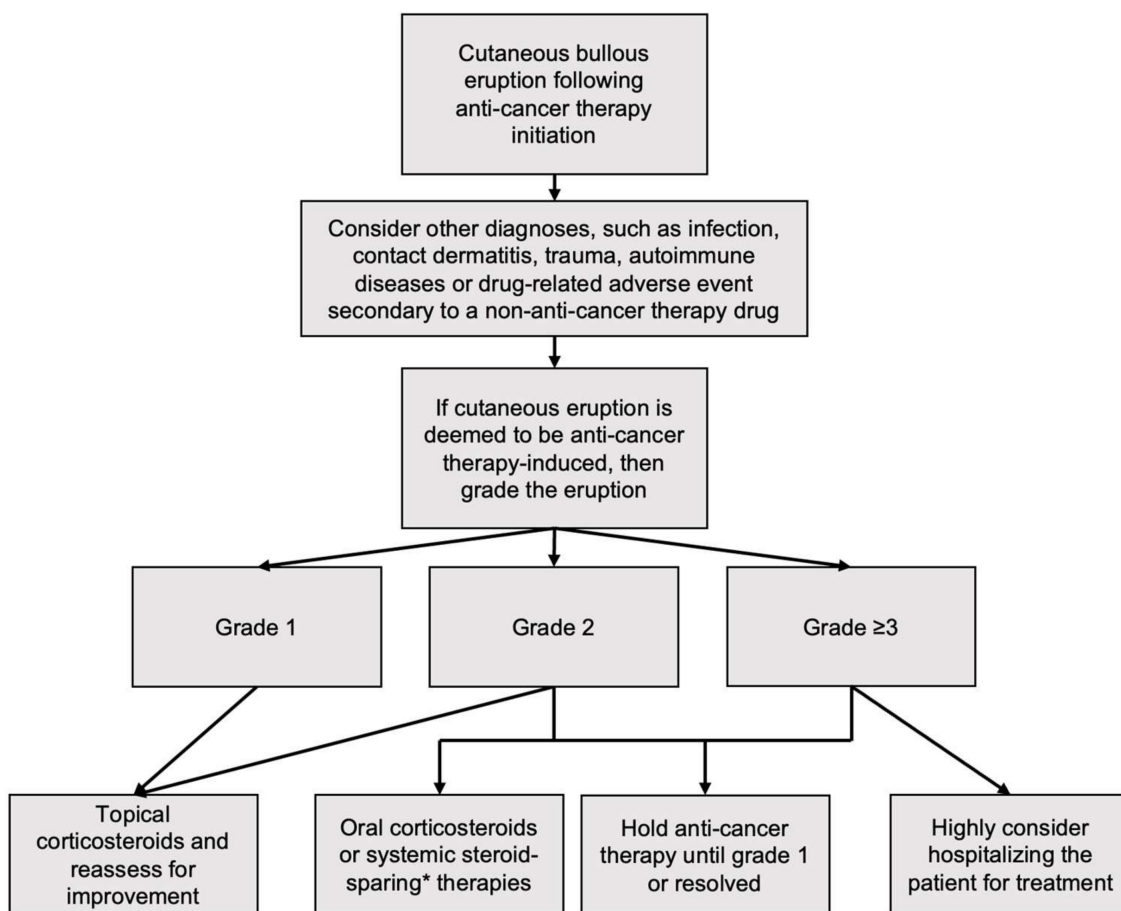 Cutaneous bullous
eruption following
anti-cancer therapy
initiation
Consider other diagnoses, such as infection,
contact dermatitis, trauma, autoimmune
diseases or drug-related adverse event
secondary to a non-anti-cancer therapy drug
If cutaneous eruption is
deemed to be anti-cancer
therapy-induced, then
grade the eruption
Grade 1
Grade 2
Grade ≥3
Topical
corticosteroids and
reassess for
improvement
Oral corticosteroids
or systemic steroid-
sparing* therapies
Hold anti-cancer
therapy until grade 1
or resolved
Highly consider
hospitalizing the
patient for treatment